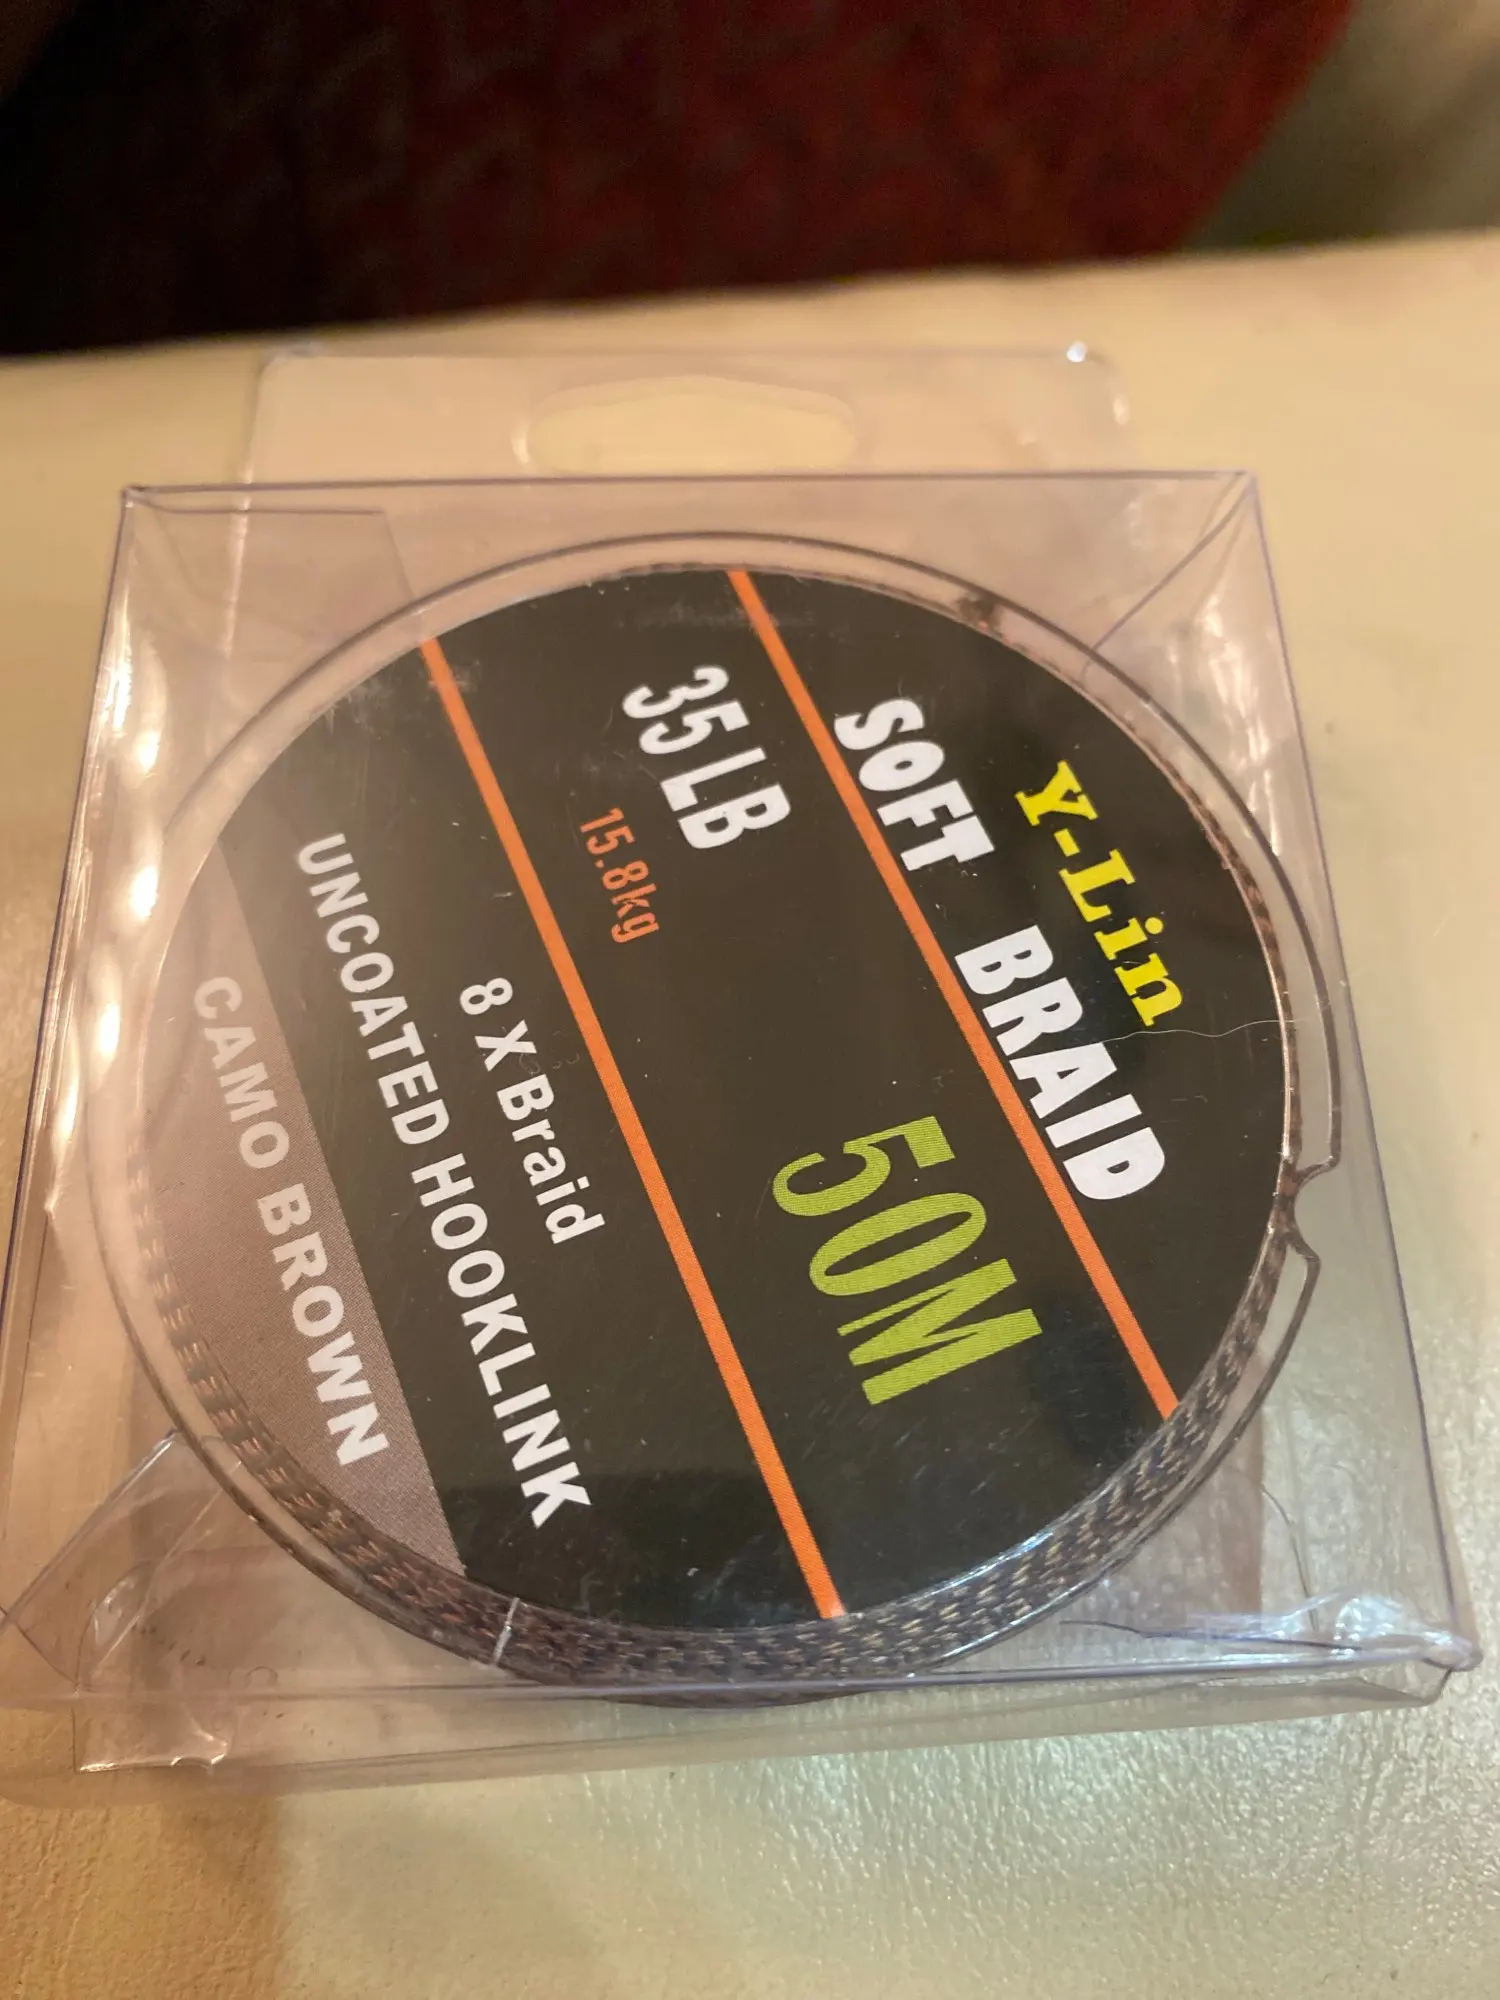 Y-Lin
SOFT BRAID
35 LB
15.8kg
50M
8 X Braid
UNCOATED HOOKLINK
CAMO BROWN